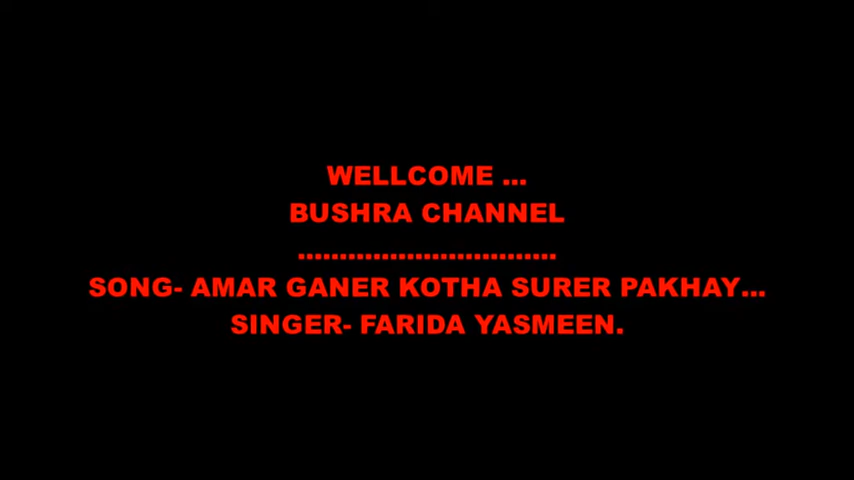 WELLCOME ...
BUSHRA CHANNEL
...............................
SONG- AMAR GANER KOTHA SURER PAKHAY...
SINGER- FARIDA YASMEEN.